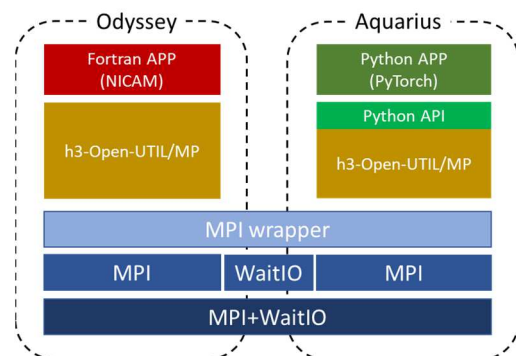 Odyssey
Aquarius
Fortran APP
(NICAM)
Python APP
(PyTorch)
Python API
h3-Open-UTIL/MP
h3-Open-UTIL/MP
MPI wrapper
MPI
WaitIO
MPI
MPI+WaitIO